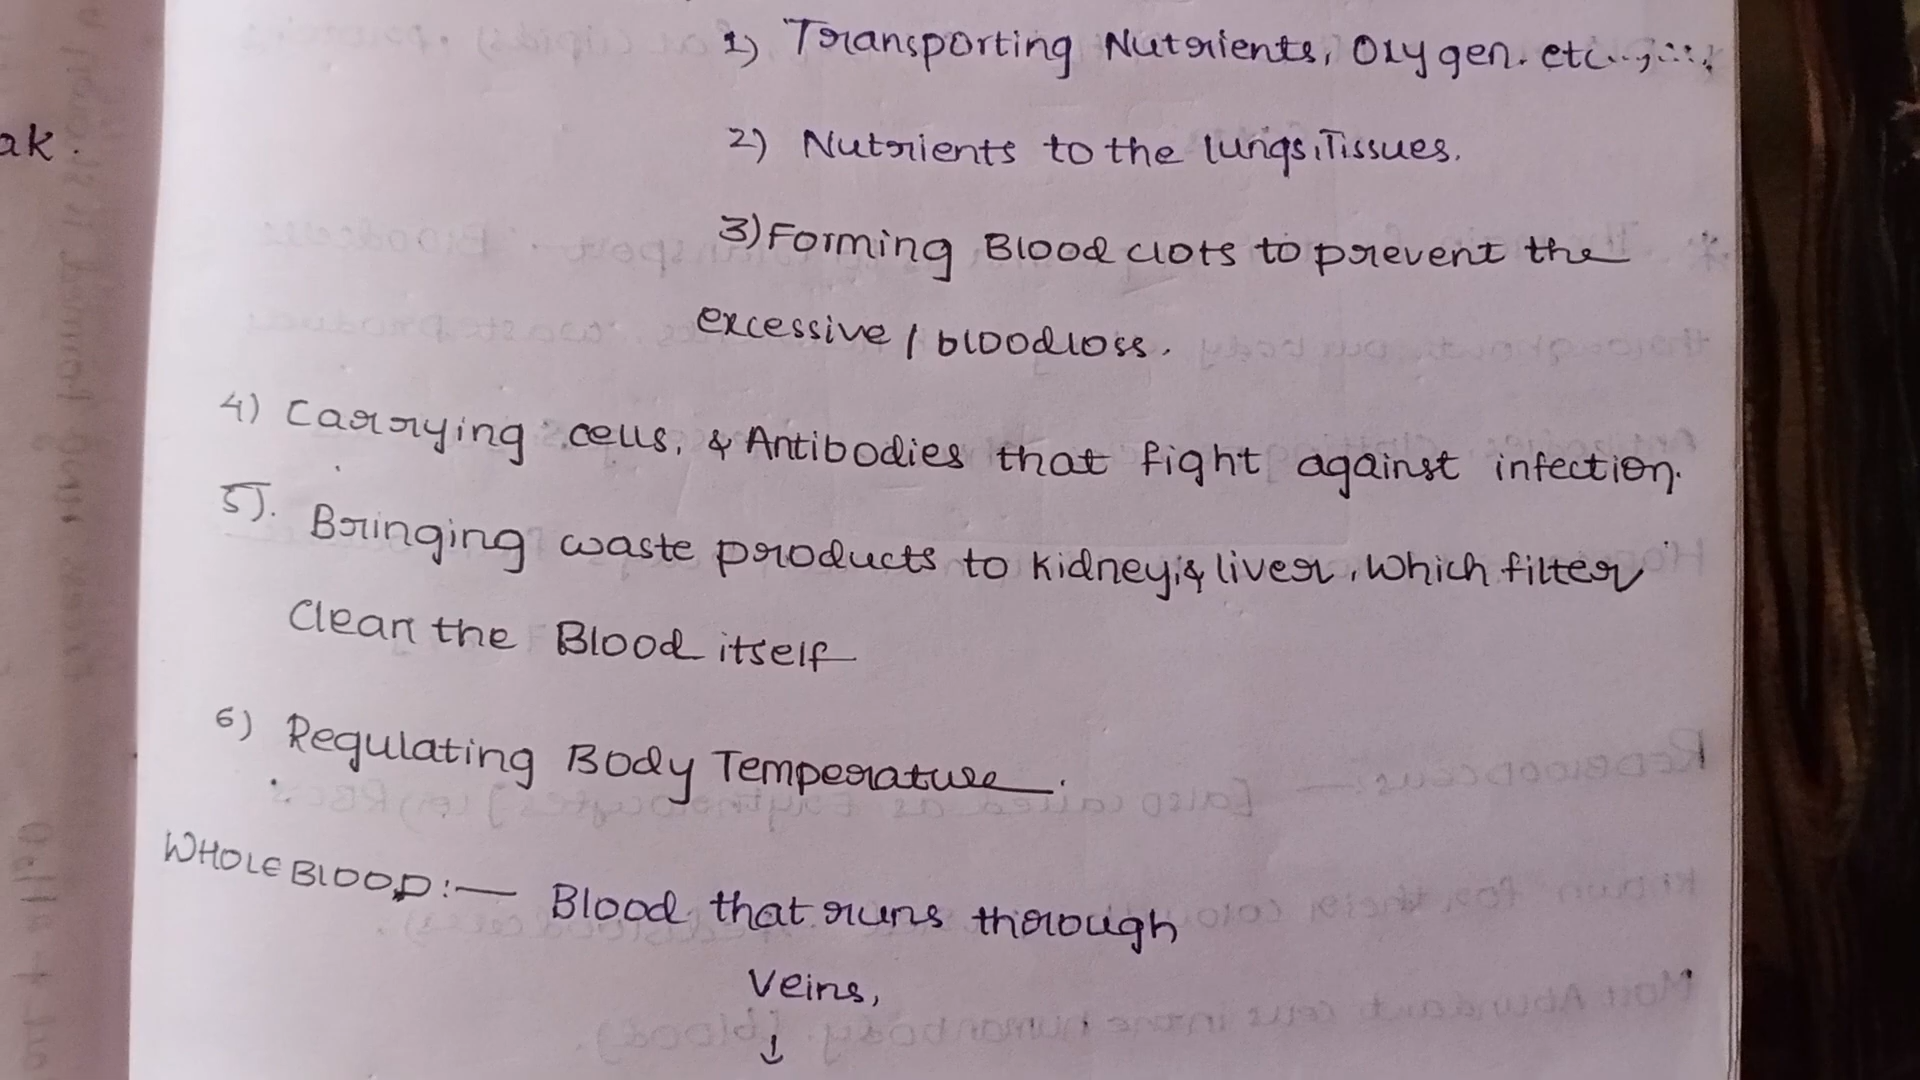 1) Transporting Nutrients, Oxygen. etc..,...
2) Nutrients to the lungs, Tissues.
ak.
3) Forming Blood clots to prevent the
excessive / bloodloss.
4) Carrying cells, & Antibodies that fight against infection.
5). Bringing waste products to kidney, & liver, which filter
Clean the Blood itself
6) Regulating Body Temperature.
WHOLE BLOOD:— Blood that runs thorough
Veins,
↓